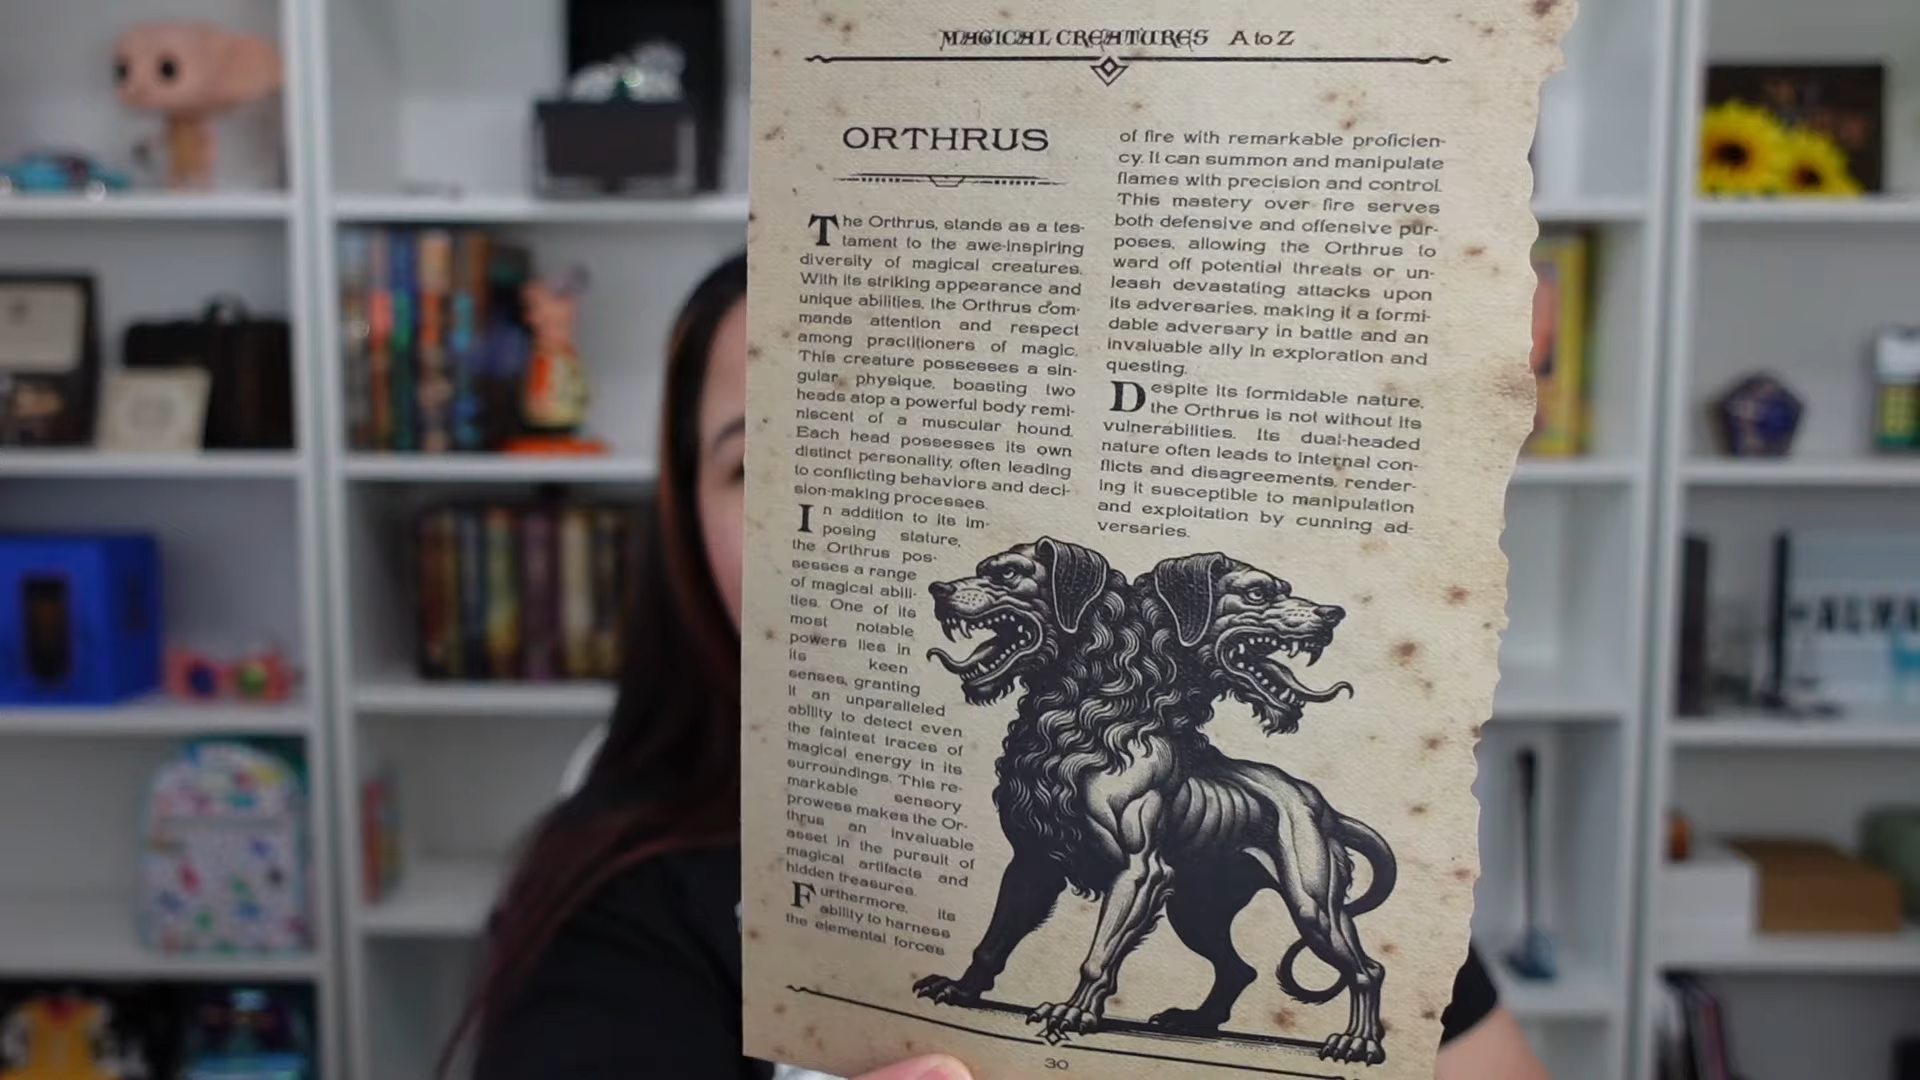 MAGICAL CREATURES A to Z
ORTHRUS
The Orthrus, stands as a tes-
tament to the awe-inspiring
diversity of magical creatures.
With its striking appearance and
unique abilities, the Orthrus com-
mands attention and respect
among practitioners of magic.
This creature possesses a sin-
gular physique, boasting two
heads atop a powerful body remi-
niscent of a muscular hound.
Each head possesses its own
distinct personality, often leading
to conflicting behaviors and deci-
sion-making processes.
In addition to its im-
posing stature,
the Orthrus pos-
sesses a range
of magical abili-
ties. One of its
most notable
powers lies in
its keen
senses, granting
it an unparalleled
ability to detect even
the faintest traces of
magical energy in its
surroundings. This re-
markable sensory
prowess makes the Or-
thrus an invaluable
asset in the pursuit of
magical artifacts and
hidden treasures.
Furthermore, its
ability to harness
the elemental forces
of fire with remarkable proficien-
cy. It can summon and manipulate
flames with precision and control.
This mastery over fire serves
both defensive and offensive pur-
poses, allowing the Orthrus to
ward off potential threats or un-
leash devastating attacks upon
its adversaries, making it a formi-
dable adversary in battle and an
invaluable ally in exploration and
questing.
Despite its formidable nature,
the Orthrus is not without its
vulnerabilities. Its dual-headed
nature often leads to internal con-
flicts and disagreements, render-
ing it susceptible to manipulation
and exploitation by cunning ad-
versaries.
30